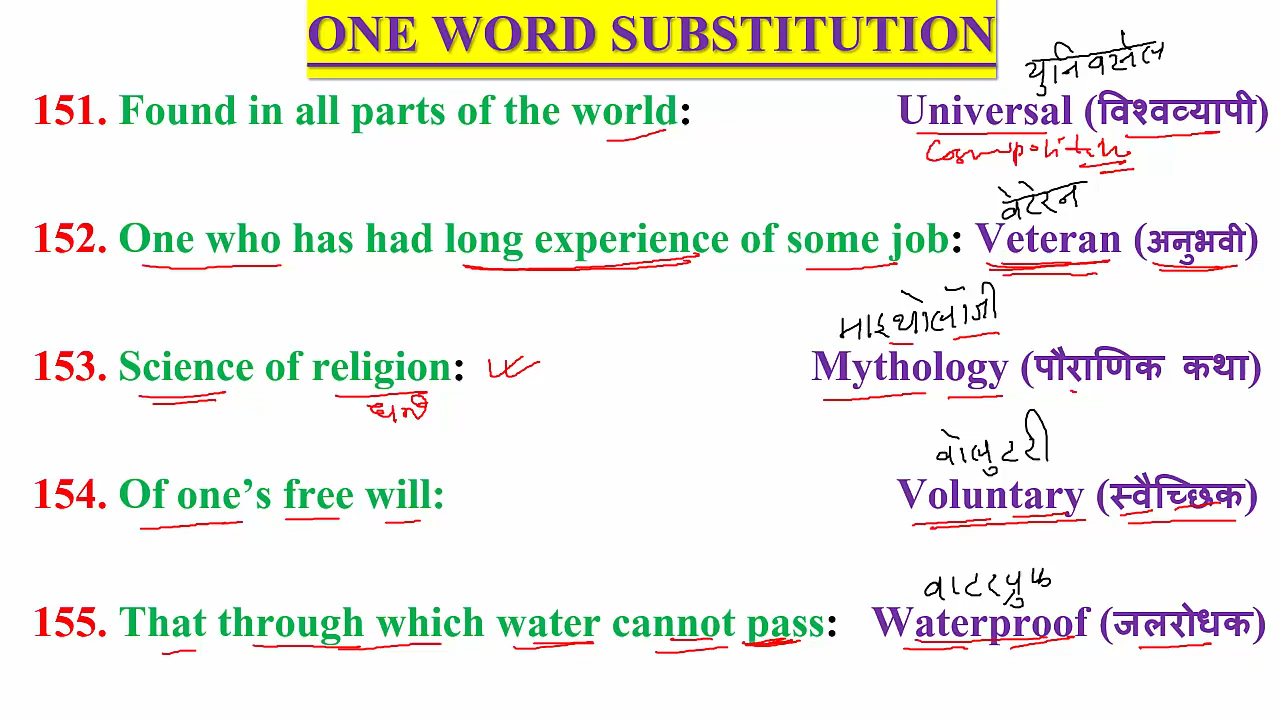 ONE WORD SUBSTITUTION
युनिवर्सल
151. Found in all parts of the world: Universal (विश्वव्यापी)
Cosmopolitan
वेटेरन
152. One who has had long experience of some job: Veteran (अनुभवी)
माइथोलॉजी
153. Science of religion: Mythology (पौराणिक कथा)
धर्म
वोलुटरी
154. Of one's free will: Voluntary (स्वैच्छिक)
वाटरप्रुफ
155. That through which water cannot pass: Waterproof (जलरोधक)